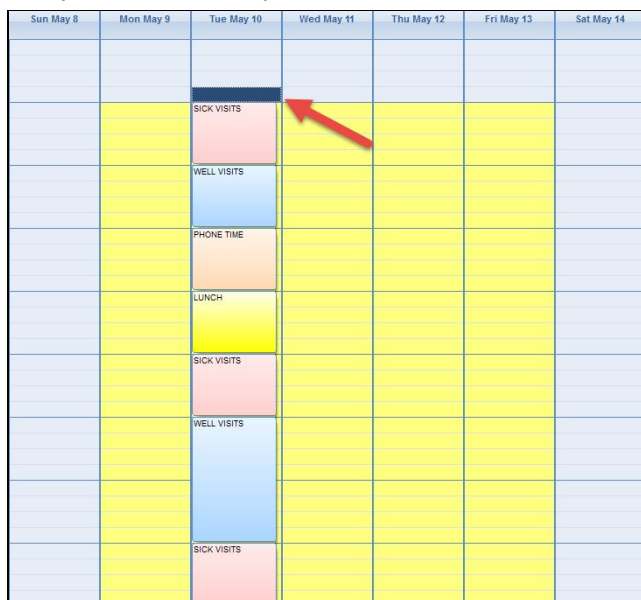 Sun May 8 Mon May 9 Tue May 10 Wed May 11 Thu May 12 Fri May 13 Sat May 14
SICK VISITS
WELL VISITS
PHONE TIME
LUNCH
SICK VISITS
WELL VISITS
SICK VISITS